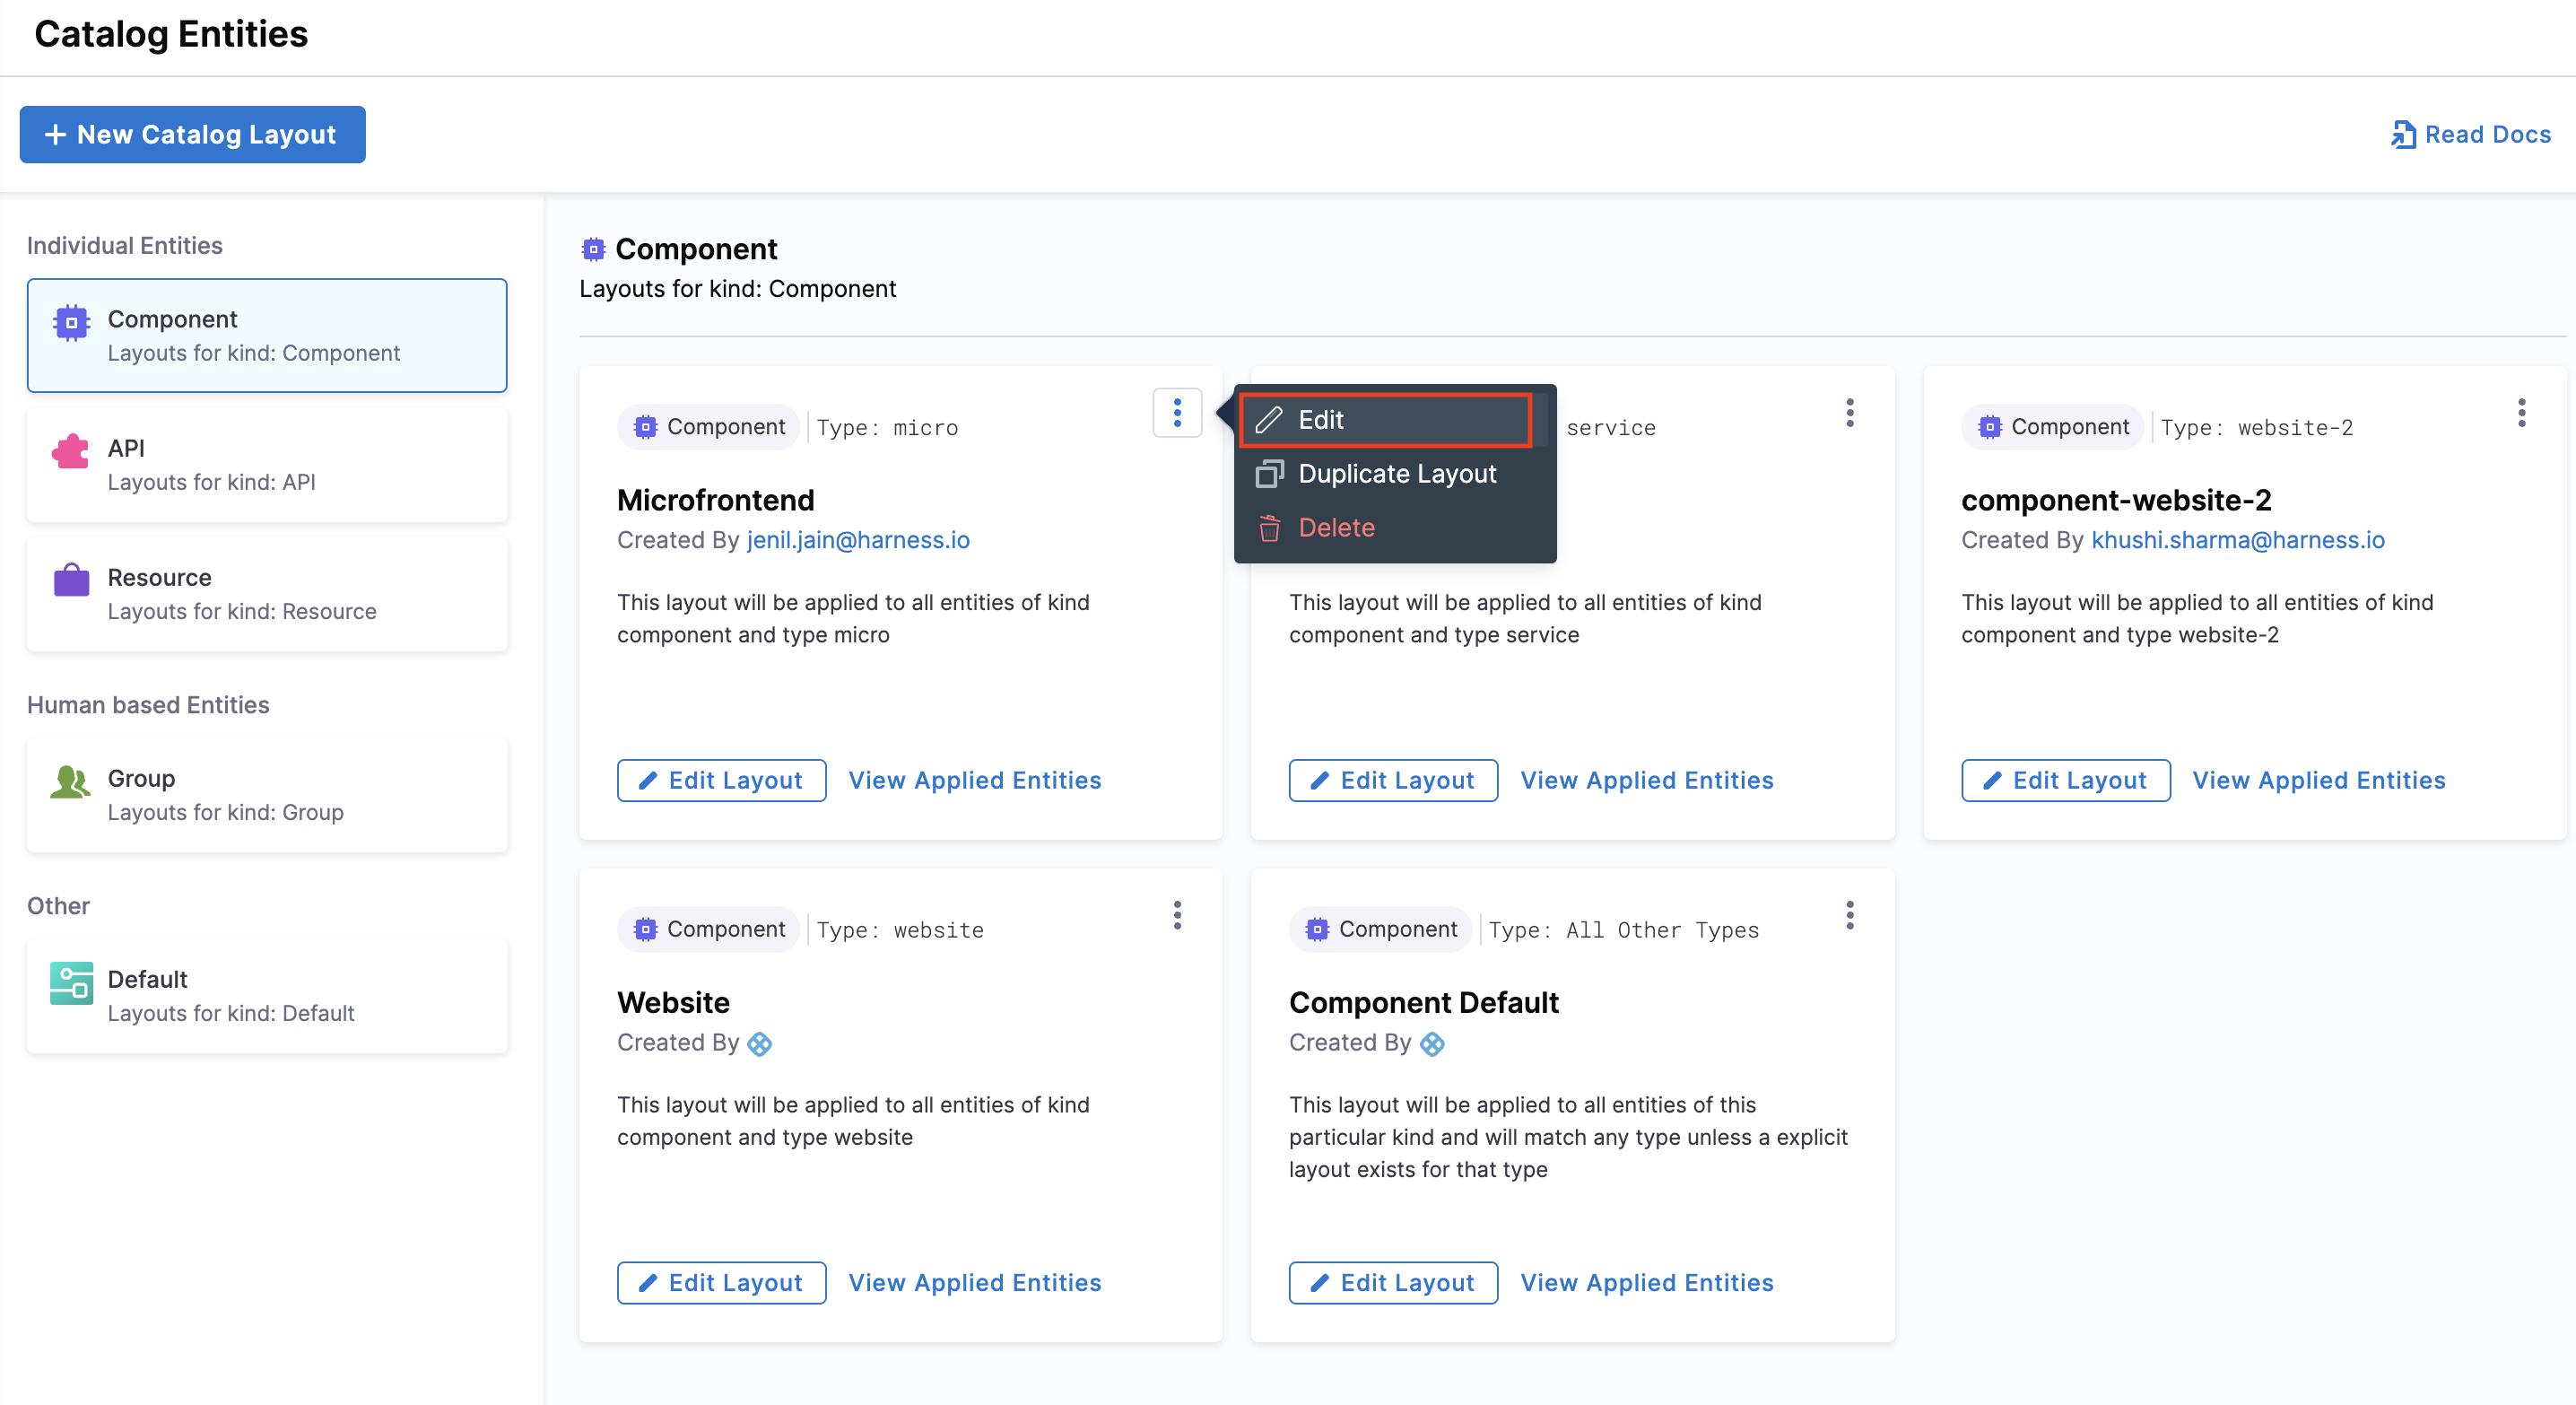 Catalog Entities
New Catalog Layout
Read Docs
Individual Entities
Component
Layouts for kind: Component
API
Layouts for kind: API
Resource
Layouts for kind: Resource
Human based Entities
Group
Layouts for kind: Group
Other
Default
Layouts for kind: Default
Component
Layouts for kind: Component
Component
Type: micro
Microfrontend
Created By jenil.jain@harness.io
This layout will be applied to all entities of kind
component and type micro
Edit Layout
View Applied Entities
Edit
Duplicate Layout
Delete
service
This layout will be applied to all entities of kind
component and type service
Edit Layout
View Applied Entities
Component
Type: website-2
component-website-2
Created By khushi.sharma@harness.io
This layout will be applied to all entities of kind
component and type website-2
Edit Layout
View Applied Entities
Component
Type: website
Website
Created By
This layout will be applied to all entities of kind
component and type website
Edit Layout
View Applied Entities
Component
Type: All Other Types
Component Default
Created By
This layout will be applied to all entities of this
particular kind and will match any type unless a explicit
layout exists for that type
Edit Layout
View Applied Entities